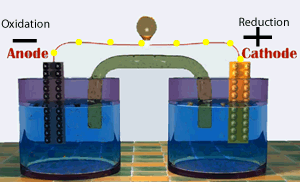 Oxidation
Reduction
− +
Anode
Cathode